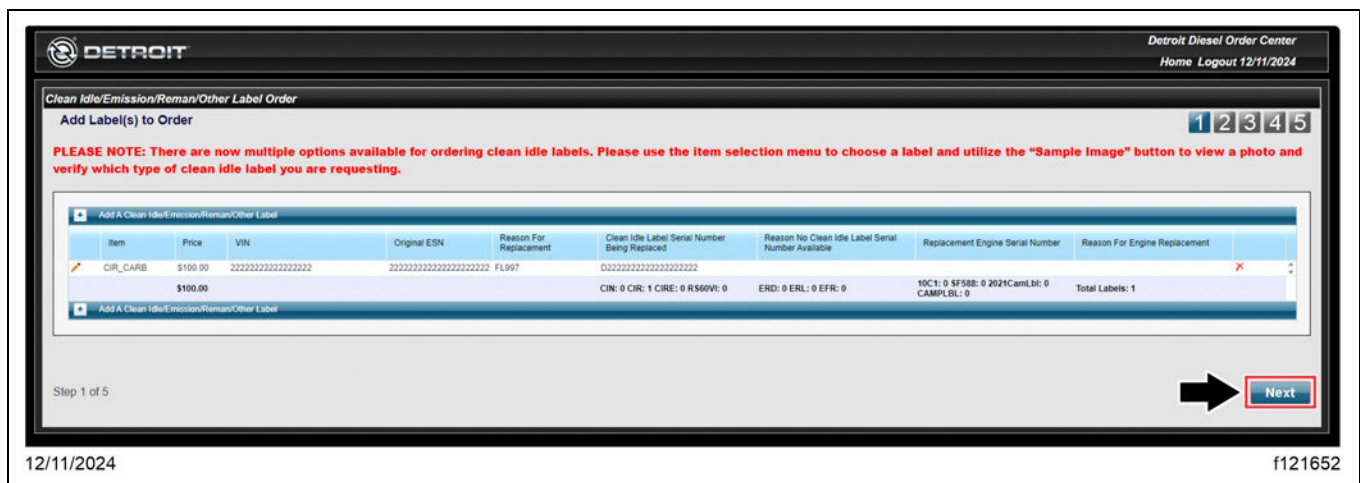 DETROIT
Detroit Diesel Order Center
Home Logout 12/11/2024
Clean Idle/Emission/Reman/Other Label Order
Add Label(s) to Order
1 2 3 4 5
PLEASE NOTE: There are now multiple options available for ordering clean idle labels. Please use the item selection menu to choose a label and utilize the “Sample Image” button to view a photo and
verify which type of clean idle label you are requesting.
+ Add A Clean Idle/Emission/Reman/Other Label
Item Price VIN Original ESN Reason For Replacement Clean Idle Label Serial Number Being Replaced Reason No Clean Idle Label Serial Number Available Replacement Engine Serial Number Reason For Engine Replacement
CIR_CARB $100.00 22222222222222222 22222222222222222222 FL997 D2222222222222222222
$100.00 CIN: 0 CIR: 1 CIRE: 0 RS60VI: 0 ERD: 0 ERL: 0 EFR: 0 10C1: 0 SF588: 0 2021CamLbl: 0 CAMPLBL: 0 Total Labels: 1
+ Add A Clean Idle/Emission/Reman/Other Label
Step 1 of 5
Next
12/11/2024
f121652